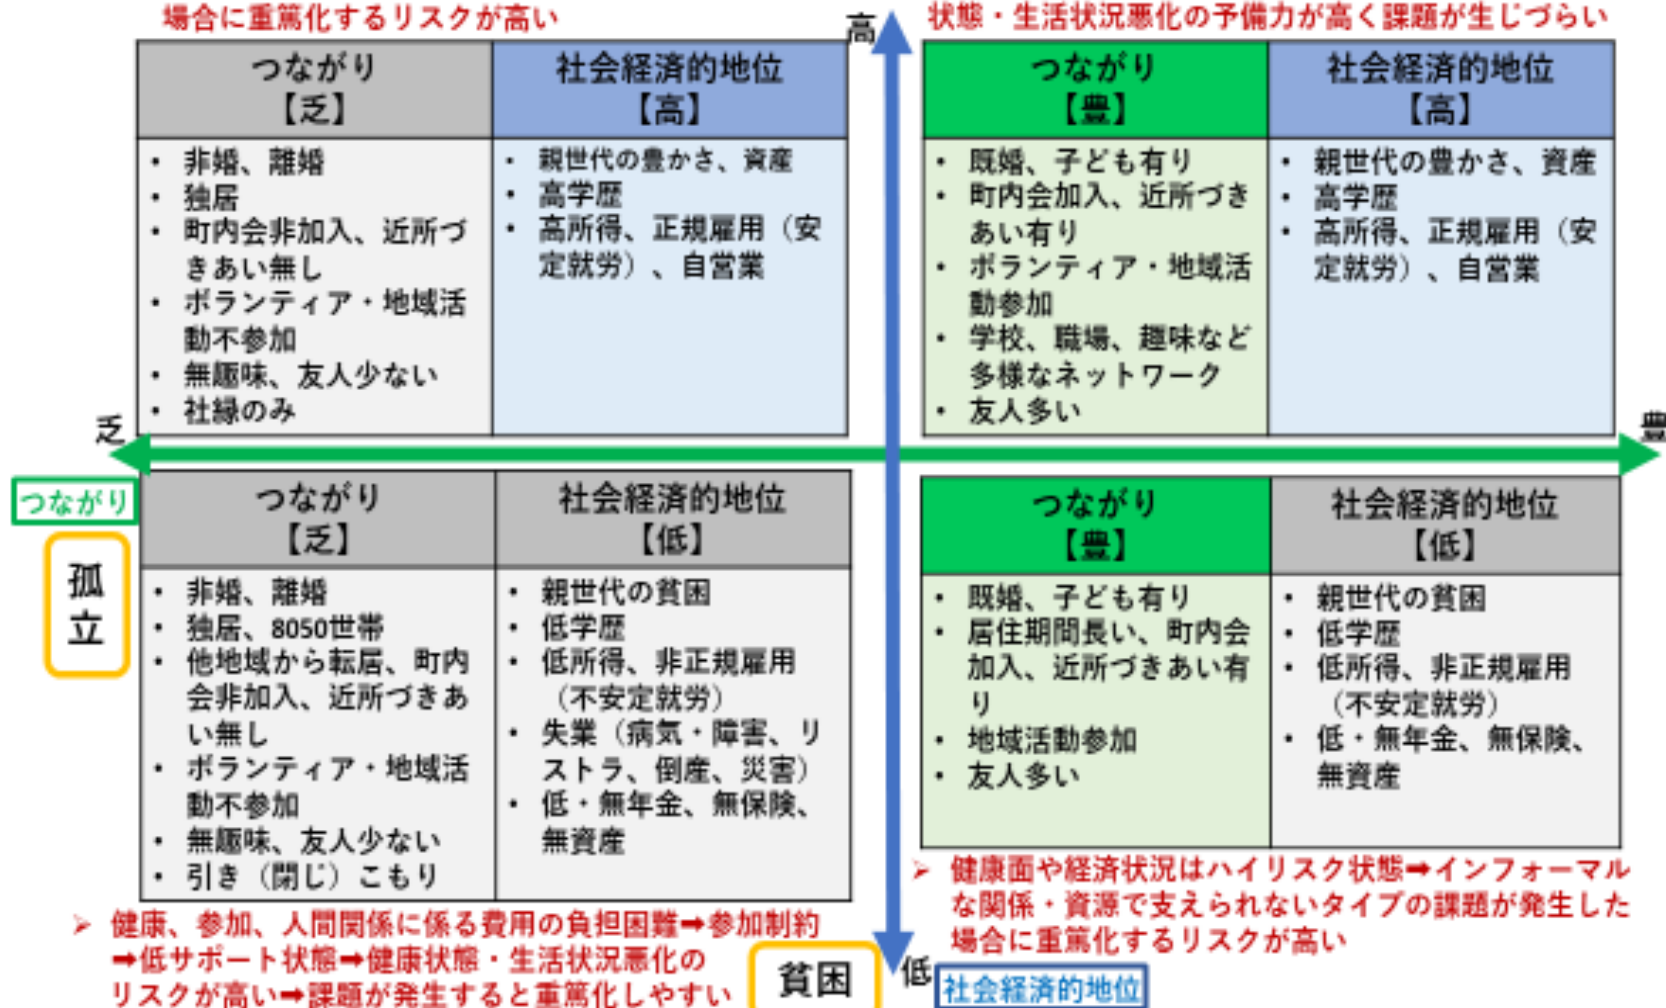 場合に重篤化するリスクが高い
状態・生活状況悪化の予備力が高く課題が生じづらい
高
つながり
【乏】
社会経済的地位
【高】
・ 非婚、離婚
・ 独居
・ 町内会非加入、近所づ
きあい無し
・ ボランティア・地域活
動不参加
・ 無趣味、友人少ない
・ 社縁のみ
・ 親世代の豊かさ、資産
・ 高学歴
・ 高所得、正規雇用（安
定就労）、自営業
つながり
【豊】
社会経済的地位
【高】
・ 既婚、子ども有り
・ 町内会加入、近所づき
あい有り
・ ボランティア・地域活
動参加
・ 学校、職場、趣味など
多様なネットワーク
・ 友人多い
・ 親世代の豊かさ、資産
・ 高学歴
・ 高所得、正規雇用（安
定就労）、自営業
乏
豊
つながり
孤
立
つながり
【乏】
社会経済的地位
【低】
・ 非婚、離婚
・ 独居、8050世帯
・ 他地域から転居、町内
会非加入、近所づきあ
い無し
・ ボランティア・地域活
動不参加
・ 無趣味、友人少ない
・ 引き（閉じ）こもり
・ 親世代の貧困
・ 低学歴
・ 低所得、非正規雇用
（不安定就労）
・ 失業（病気・障害、リ
ストラ、倒産、災害）
・ 低・無年金、無保険、
無資産
つながり
【豊】
社会経済的地位
【低】
・ 既婚、子ども有り
・ 居住期間長い、町内会
加入、近所づきあい有
り
・ 地域活動参加
・ 友人多い
・ 親世代の貧困
・ 低学歴
・ 低所得、非正規雇用
（不安定就労）
・ 低・無年金、無保険、
無資産
➢ 健康、参加、人間関係に係る費用の負担困難➡参加制約
➡低サポート状態➡健康状態・生活状況悪化の
リスクが高い➡課題が発生すると重篤化しやすい
➢ 健康面や経済状況はハイリスク状態➡インフォーマル
な関係・資源で支えられないタイプの課題が発生した
場合に重篤化するリスクが高い
貧困
低
社会経済的地位